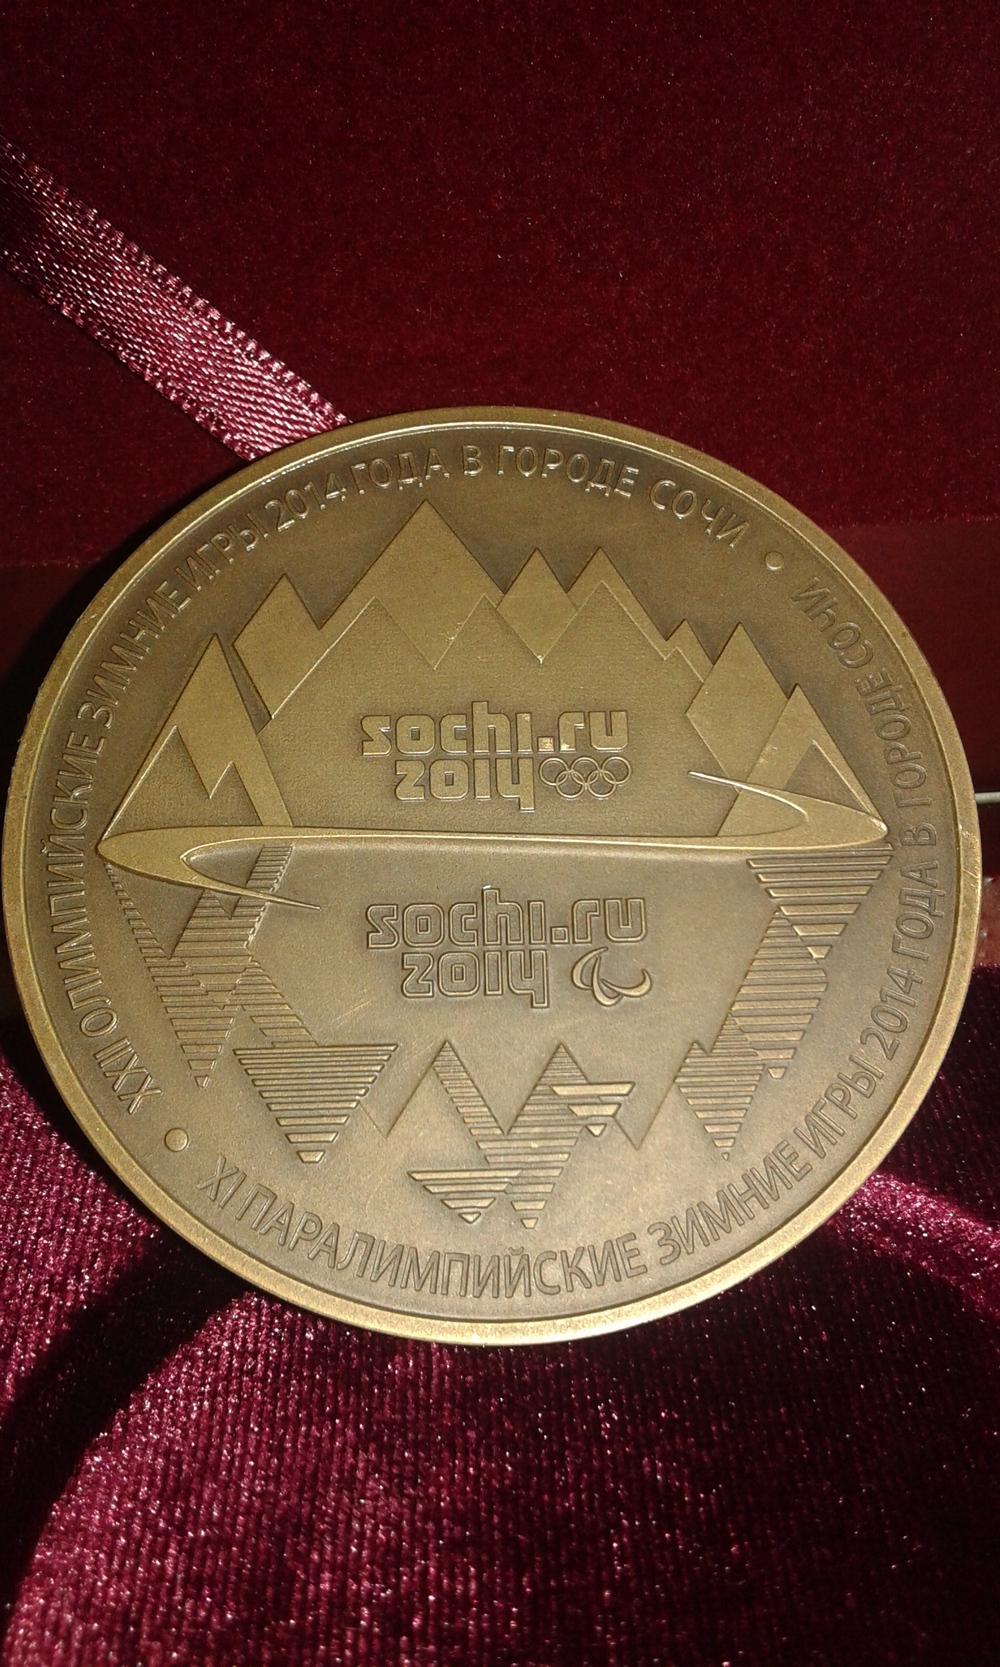 XXII ОЛИМПИЙСКИЕ ЗИМНИЕ ИГРЫ 2014 ГОДА В ГОРОДЕ СОЧИ
sochi.ru
2014
sochi.ru
2014
XI ПАРАЛИМПИЙСКИЕ ЗИМНИЕ ИГРЫ 2014 ГОДА В ГОРОДЕ СОЧИ